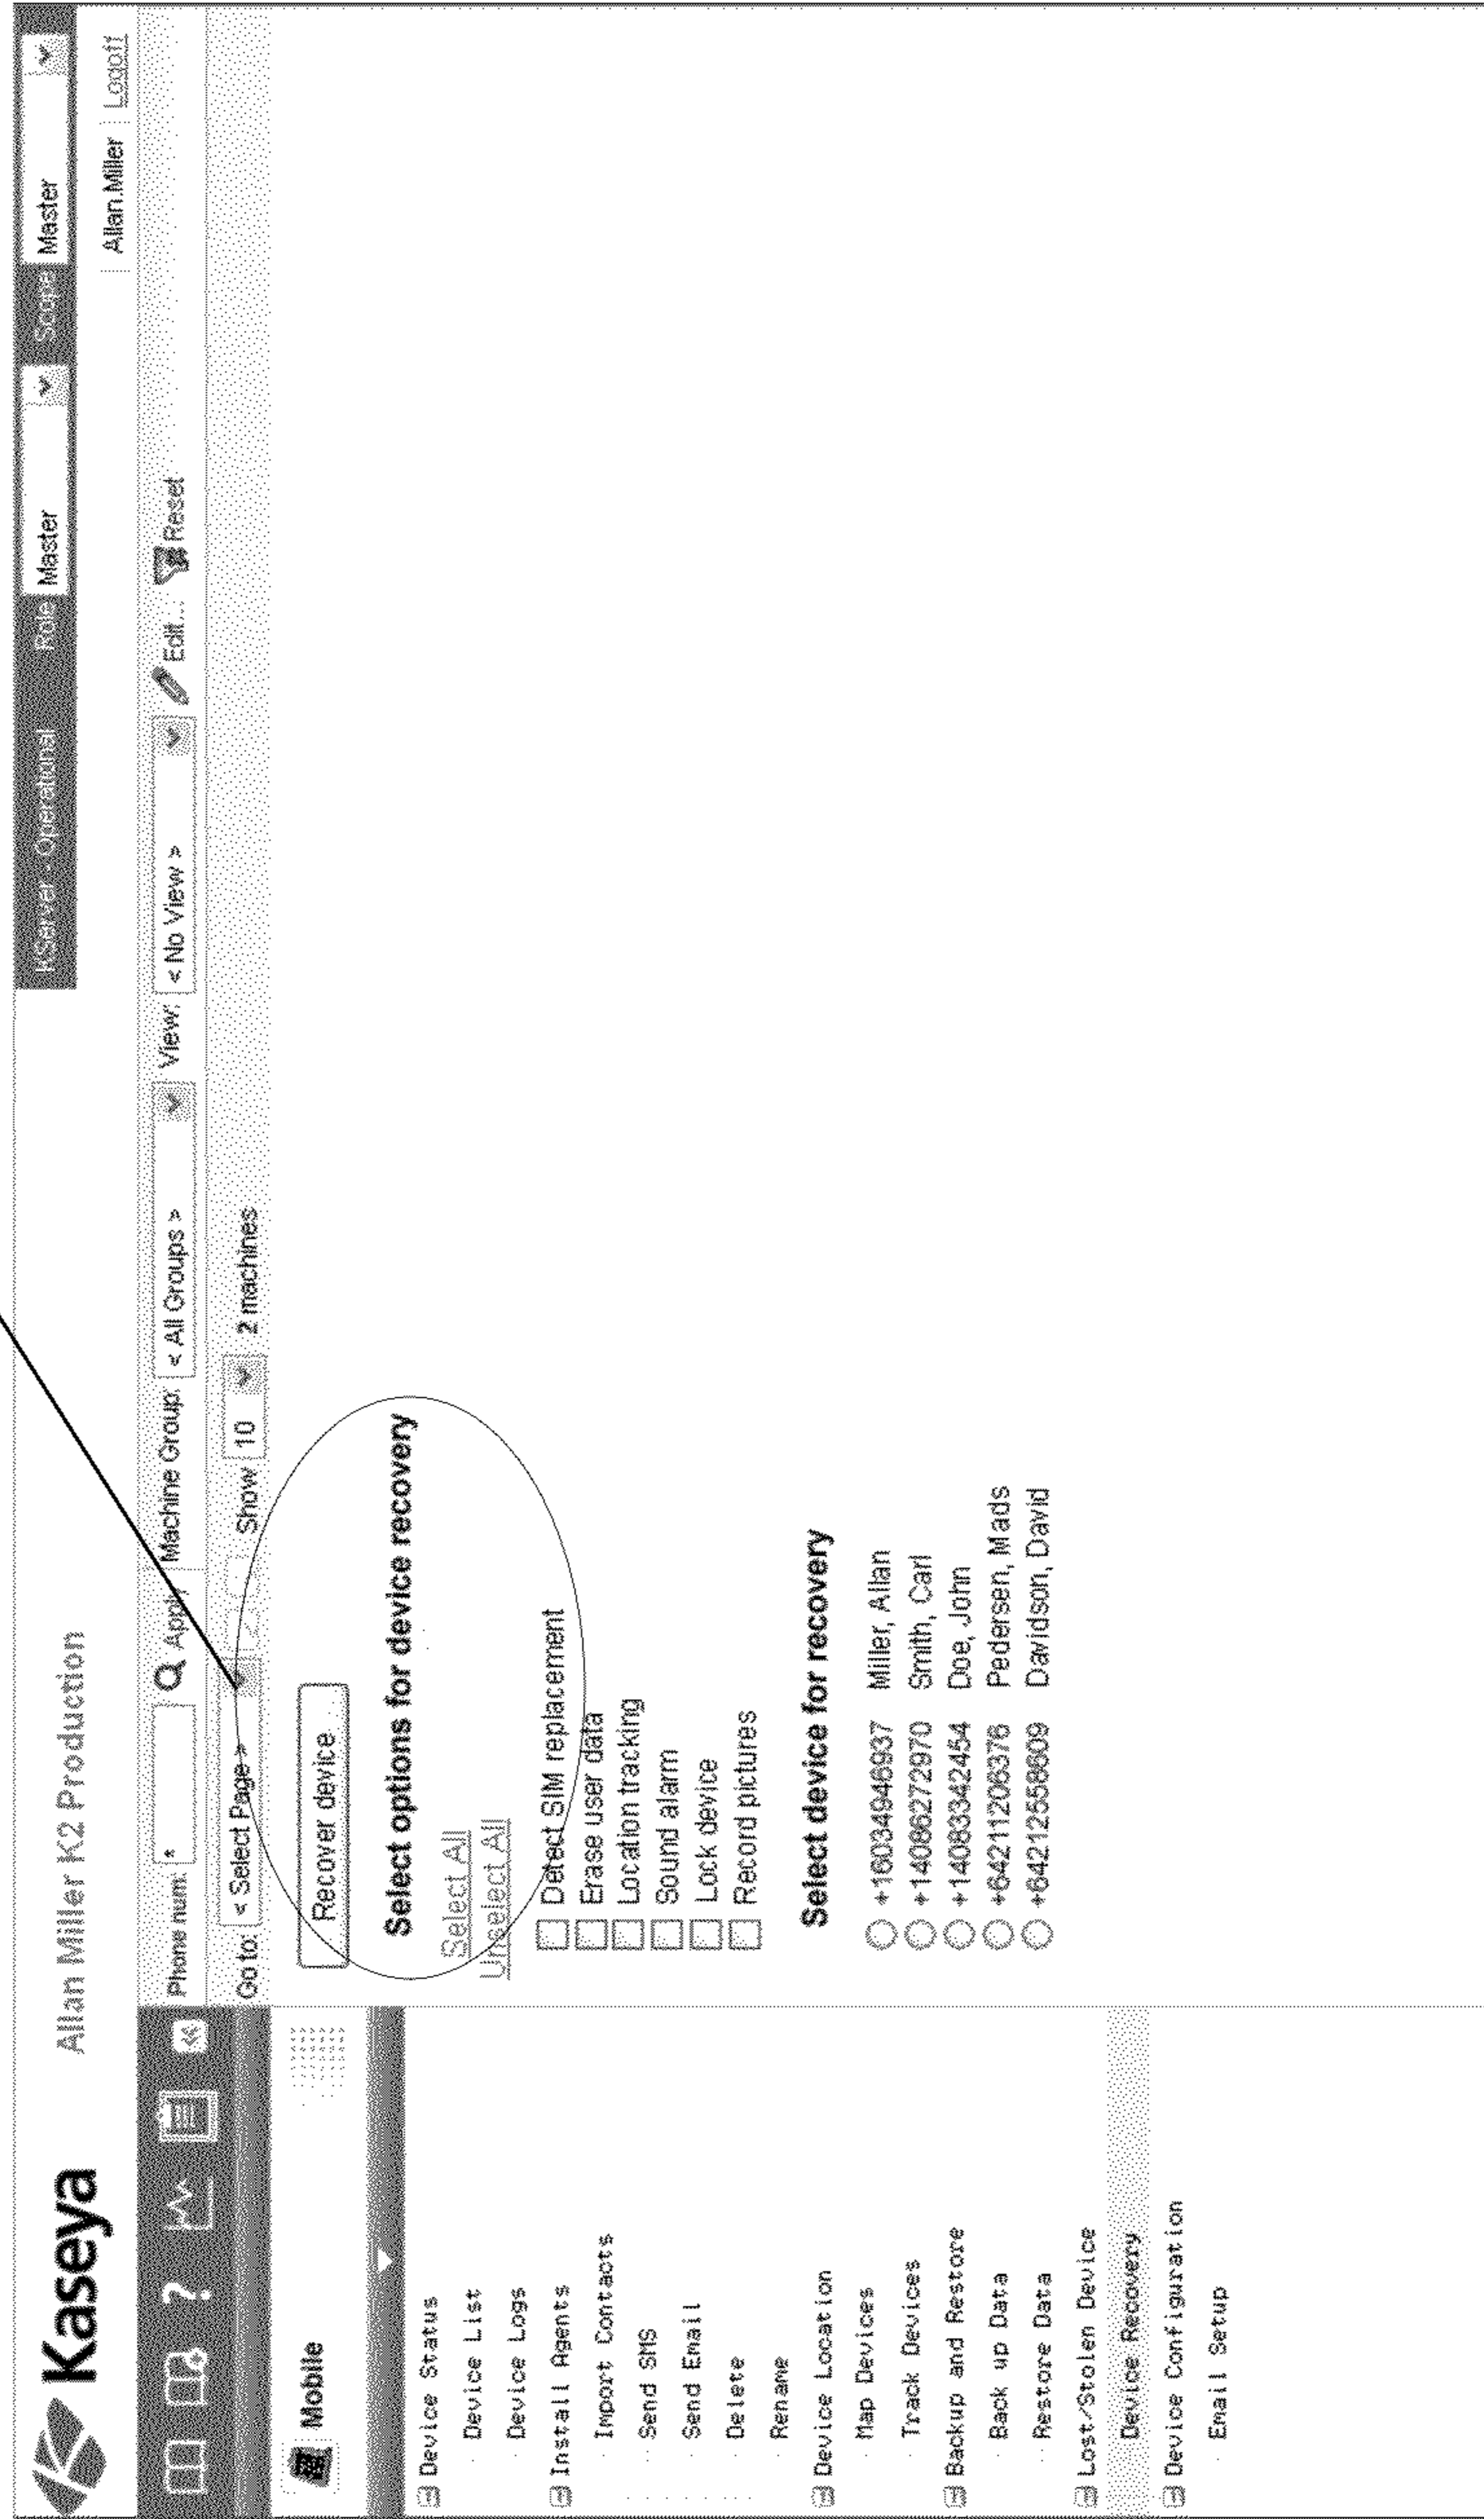 Kaseya
Allan Miller K2 Production
KServer - Operational Role Master Scope Master
Allan.Miller Logoff
Phone num: * Apply Machine Group: < All Groups > View: < No View > Edit... Reset
Go to: < Select Page > Show 10 2 machines
Mobile
Device Status
Device List
Device Logs
Install Agents
Import Contacts
Send SMS
Send Email
Delete
Rename
Device Location
Map Devices
Track Devices
Backup and Restore
Back up Data
Restore Data
Lost/Stolen Device
Device Recovery
Device Configuration
Email Setup
Recover device
Select options for device recovery
Select All
Unselect All
Detect SIM replacement
Erase user data
Location tracking
Sound alarm
Lock device
Record pictures
Select device for recovery
+16034946937 Miller, Allan
+14086272970 Smith, Carl
+14083342454 Doe, John
+64211206376 Pedersen, Mads
+64212558609 Davidson, David